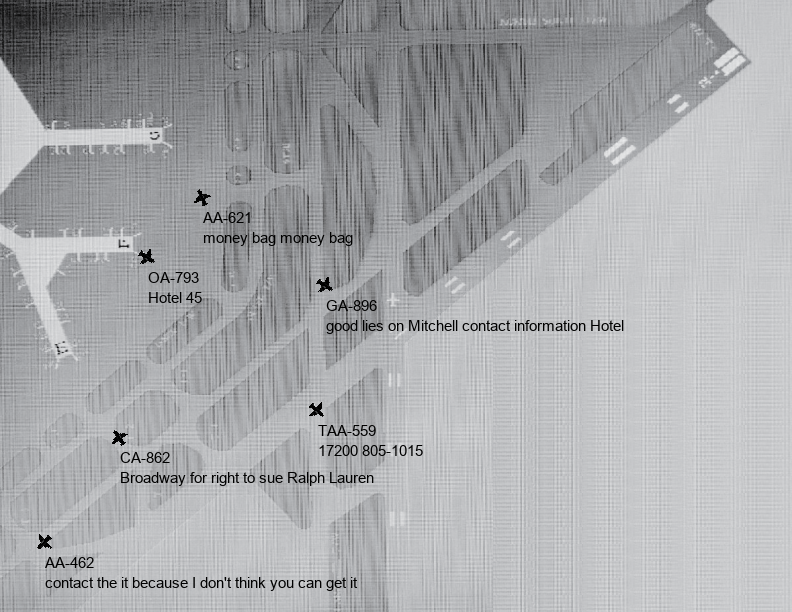 G
F
E
AA-621
money bag money bag
OA-793
Hotel 45
GA-896
good lies on Mitchell contact information Hotel
TAA-559
17200 805-1015
CA-862
Broadway for right to sue Ralph Lauren
AA-462
contact the it because I don't think you can get it